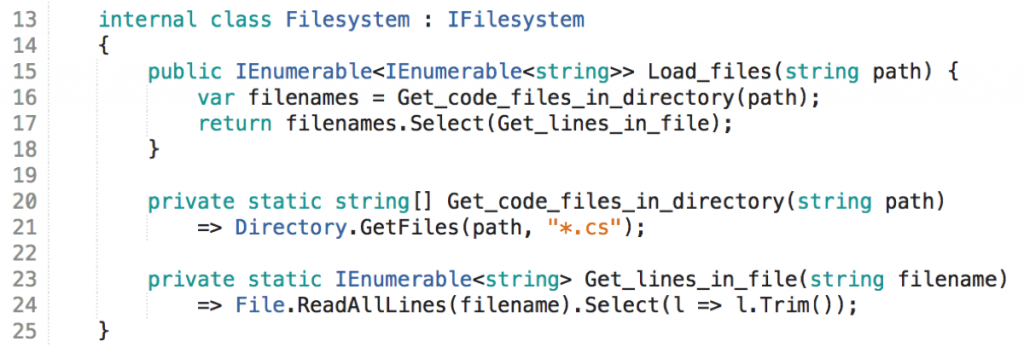 13 internal class Filesystem : IFilesystem
14 {
15 public IEnumerable<IEnumerable<string>> Load_files(string path) {
16 var filenames = Get_code_files_in_directory(path);
17 return filenames.Select(Get_lines_in_file);
18 }
19
20 private static string[] Get_code_files_in_directory(string path)
21 => Directory.GetFiles(path, "*.cs");
22
23 private static IEnumerable<string> Get_lines_in_file(string filename)
24 => File.ReadAllLines(filename).Select(l => l.Trim());
25 }